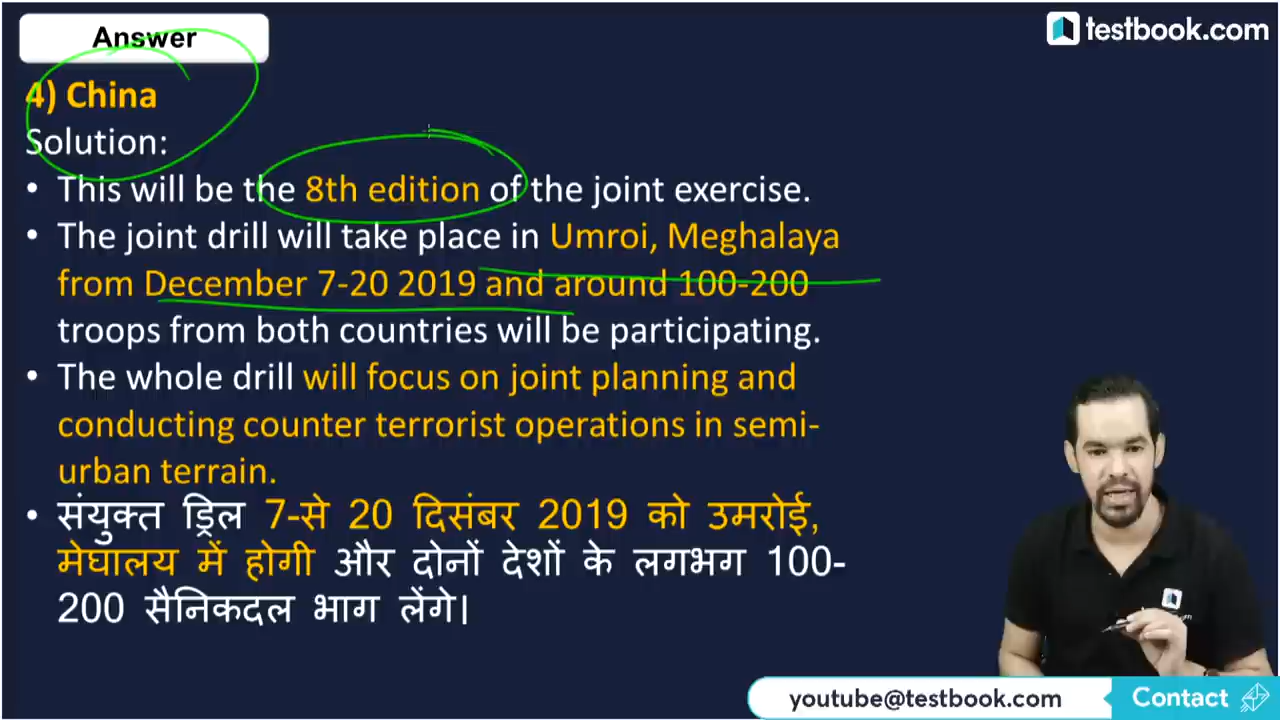 Answer
testbook.com
4) China
Solution:
• This will be the 8th edition of the joint exercise.
• The joint drill will take place in Umroi, Meghalaya
from December 7-20 2019 and around 100-200
troops from both countries will be participating.
• The whole drill will focus on joint planning and
conducting counter terrorist operations in semi-
urban terrain.
• संयुक्त ड्रिल 7-से 20 दिसंबर 2019 को उमरोई,
मेघालय में होगी और दोनों देशों के लगभग 100-
200 सैनिकदल भाग लेंगे।
youtube@testbook.com
Contact